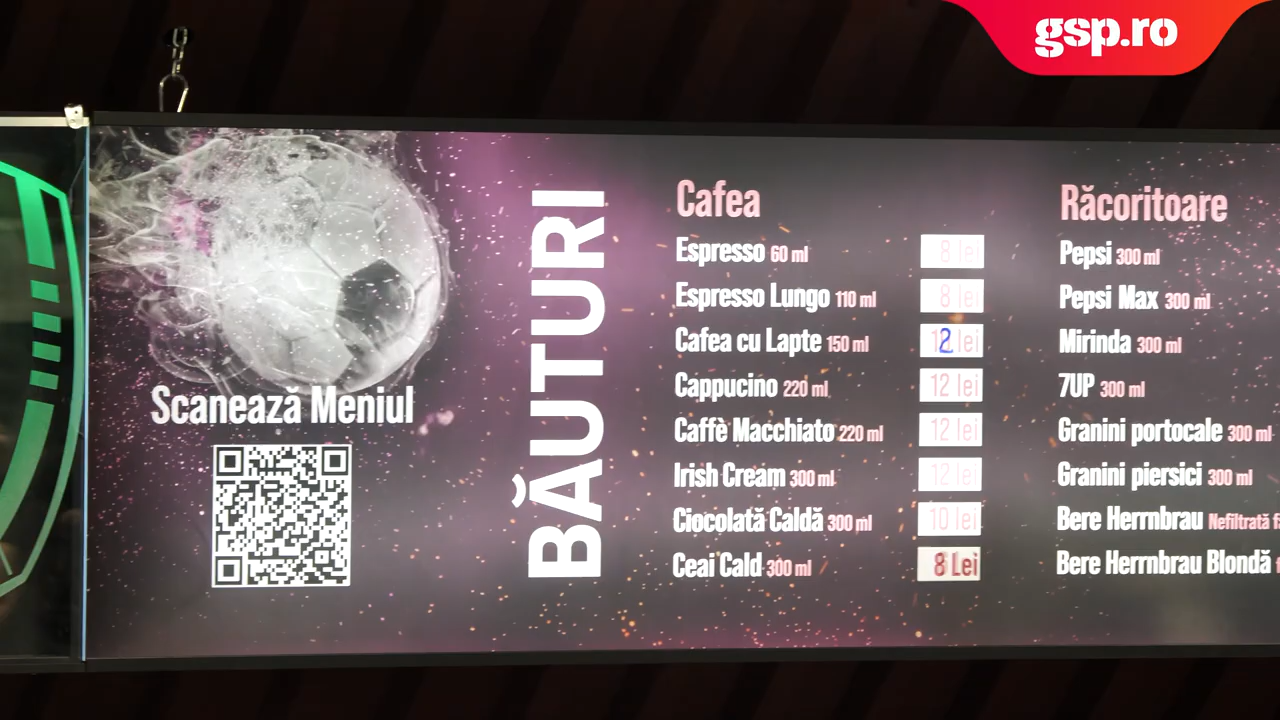 gsp.ro
Scanează Meniul
BĂUTURI
Cafea
Espresso 60 ml 8 lei
Espresso Lungo 110 ml 8 lei
Cafea cu Lapte 150 ml 12 lei
Cappucino 220 ml 12 lei
Caffè Macchiato 220 ml 12 lei
Irish Cream 300 ml 12 lei
Ciocolată Caldă 300 ml 10 lei
Ceai Cald 300 ml 8 Lei
Răcoritoare
Pepsi 300 ml
Pepsi Max 300 ml
Mirinda 300 ml
7UP 300 ml
Granini portocale 300 ml
Granini piersici 300 ml
Bere Herrnbrau Nefiltrată
Bere Herrnbrau Blondă